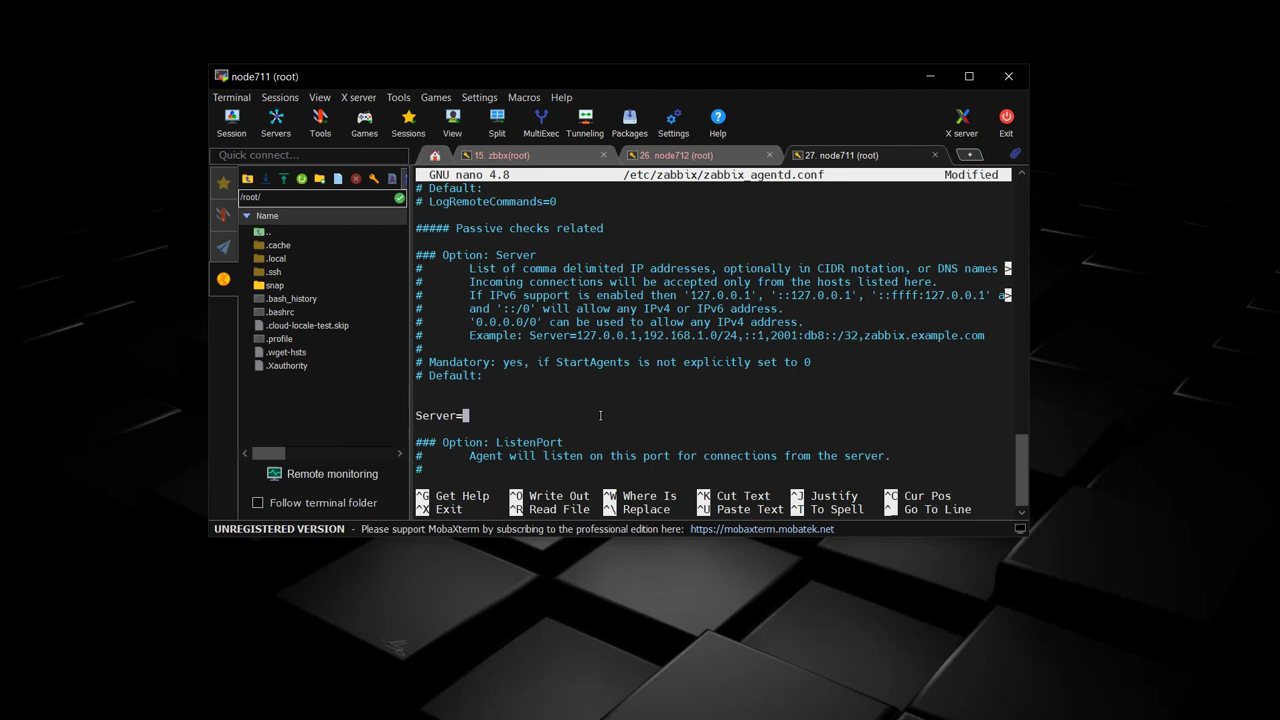 node711 (root)
Terminal Sessions View X server Tools Games Settings Macros Help
Session Servers Tools Games Sessions View Split MultiExec Tunneling Packages Settings Help X server Exit
Quick connect...
15. zbbx(root) 26. node712 (root) 27. node711 (root)
/root/
Name
..
.cache
.local
.ssh
snap
.bash_history
.bashrc
.cloud-locale-test.skip
.profile
.wget-hsts
.Xauthority
Remote monitoring
Follow terminal folder
GNU nano 4.8 /etc/zabbix/zabbix_agentd.conf Modified
# Default:
# LogRemoteCommands=0
##### Passive checks related
### Option: Server
# List of comma delimited IP addresses, optionally in CIDR notation, or DNS names >
# Incoming connections will be accepted only from the hosts listed here.
# If IPv6 support is enabled then '127.0.0.1', '::127.0.0.1', '::ffff:127.0.0.1' a>
# and '::/0' will allow any IPv4 or IPv6 address.
# '0.0.0.0/0' can be used to allow any IPv4 address.
# Example: Server=127.0.0.1,192.168.1.0/24,::1,2001:db8::/32,zabbix.example.com
#
# Mandatory: yes, if StartAgents is not explicitly set to 0
# Default:
Server=
### Option: ListenPort
# Agent will listen on this port for connections from the server.
#
^G Get Help ^O Write Out ^W Where Is ^K Cut Text ^J Justify ^C Cur Pos
^X Exit ^R Read File ^\ Replace ^U Paste Text ^T To Spell ^_ Go To Line
UNREGISTERED VERSION - Please support MobaXterm by subscribing to the professional edition here: https://mobaxterm.mobatek.net